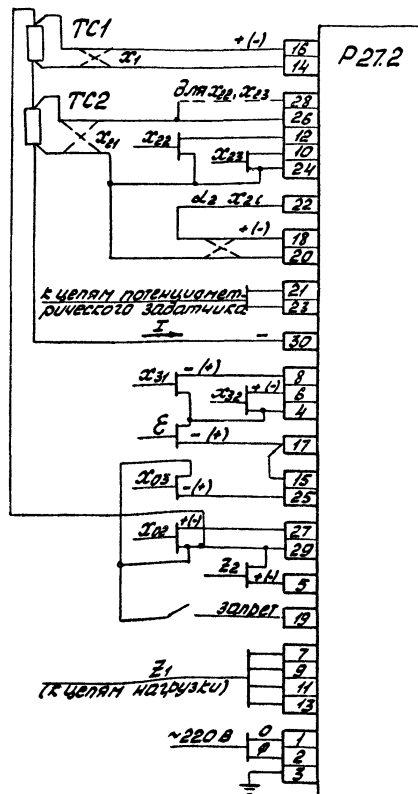 TC1
+(-)
16
14
P27.2
x1
TC2
для x22, x23
28
26
x21
x22
12
x23
10
24
α2 x2i
22
+(-)
18
20
к цепям потенциомет-
рического задатчика
21
23
I
-
30
x31
-(+)
8
x32
+(-)
6
4
ε
-(+)
17
x03
15
-(+)
25
x02
+(-)
27
29
Z2
+(-)
5
запрет
19
Z1
(к цепям нагрузки)
7
9
11
13
~220 В
0
1
φ
2
3